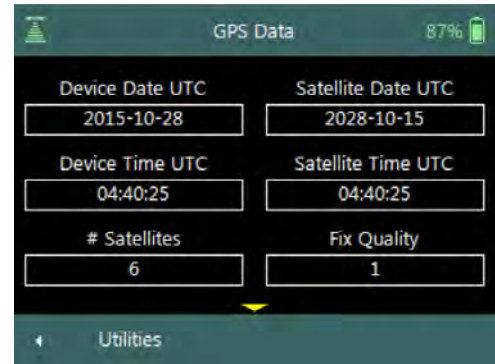 GPS Data 87%
Device Date UTC Satellite Date UTC
2015-10-28 2028-10-15
Device Time UTC Satellite Time UTC
04:40:25 04:40:25
# Satellites Fix Quality
6 1
Utilities